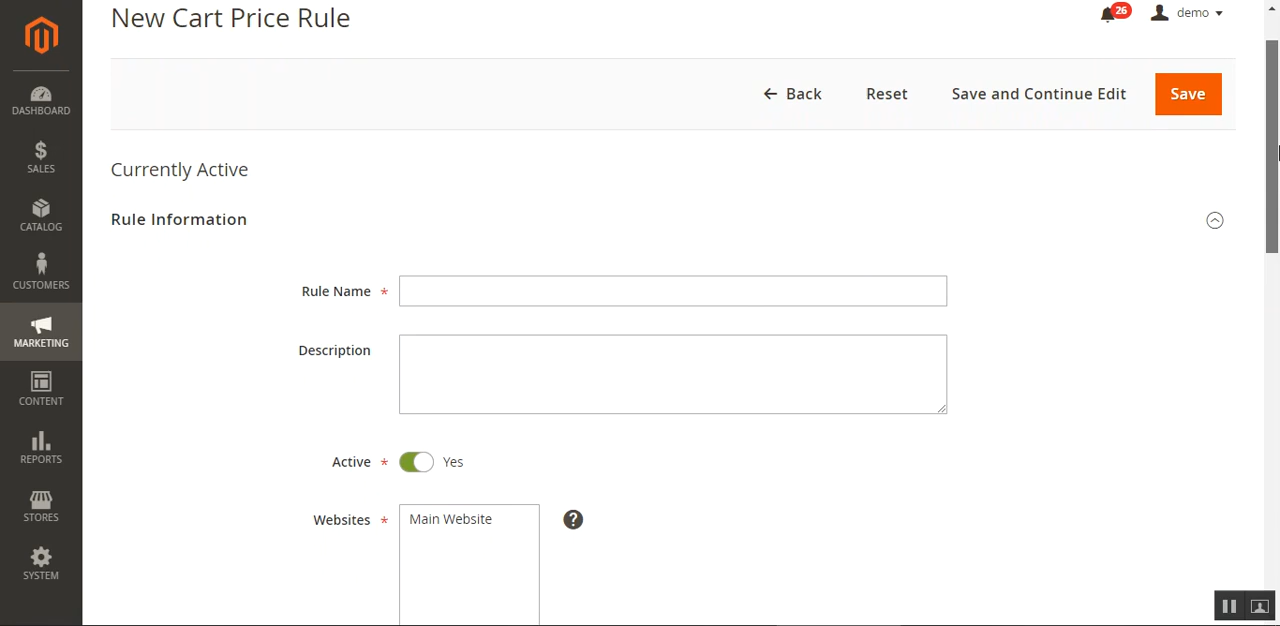 New Cart Price Rule
26
demo
← Back
Reset
Save and Continue Edit
Save
DASHBOARD
$
SALES
CATALOG
CUSTOMERS
MARKETING
CONTENT
REPORTS
STORES
SYSTEM
Currently Active
Rule Information
Rule Name *
Description
Active * Yes
Websites * Main Website ?